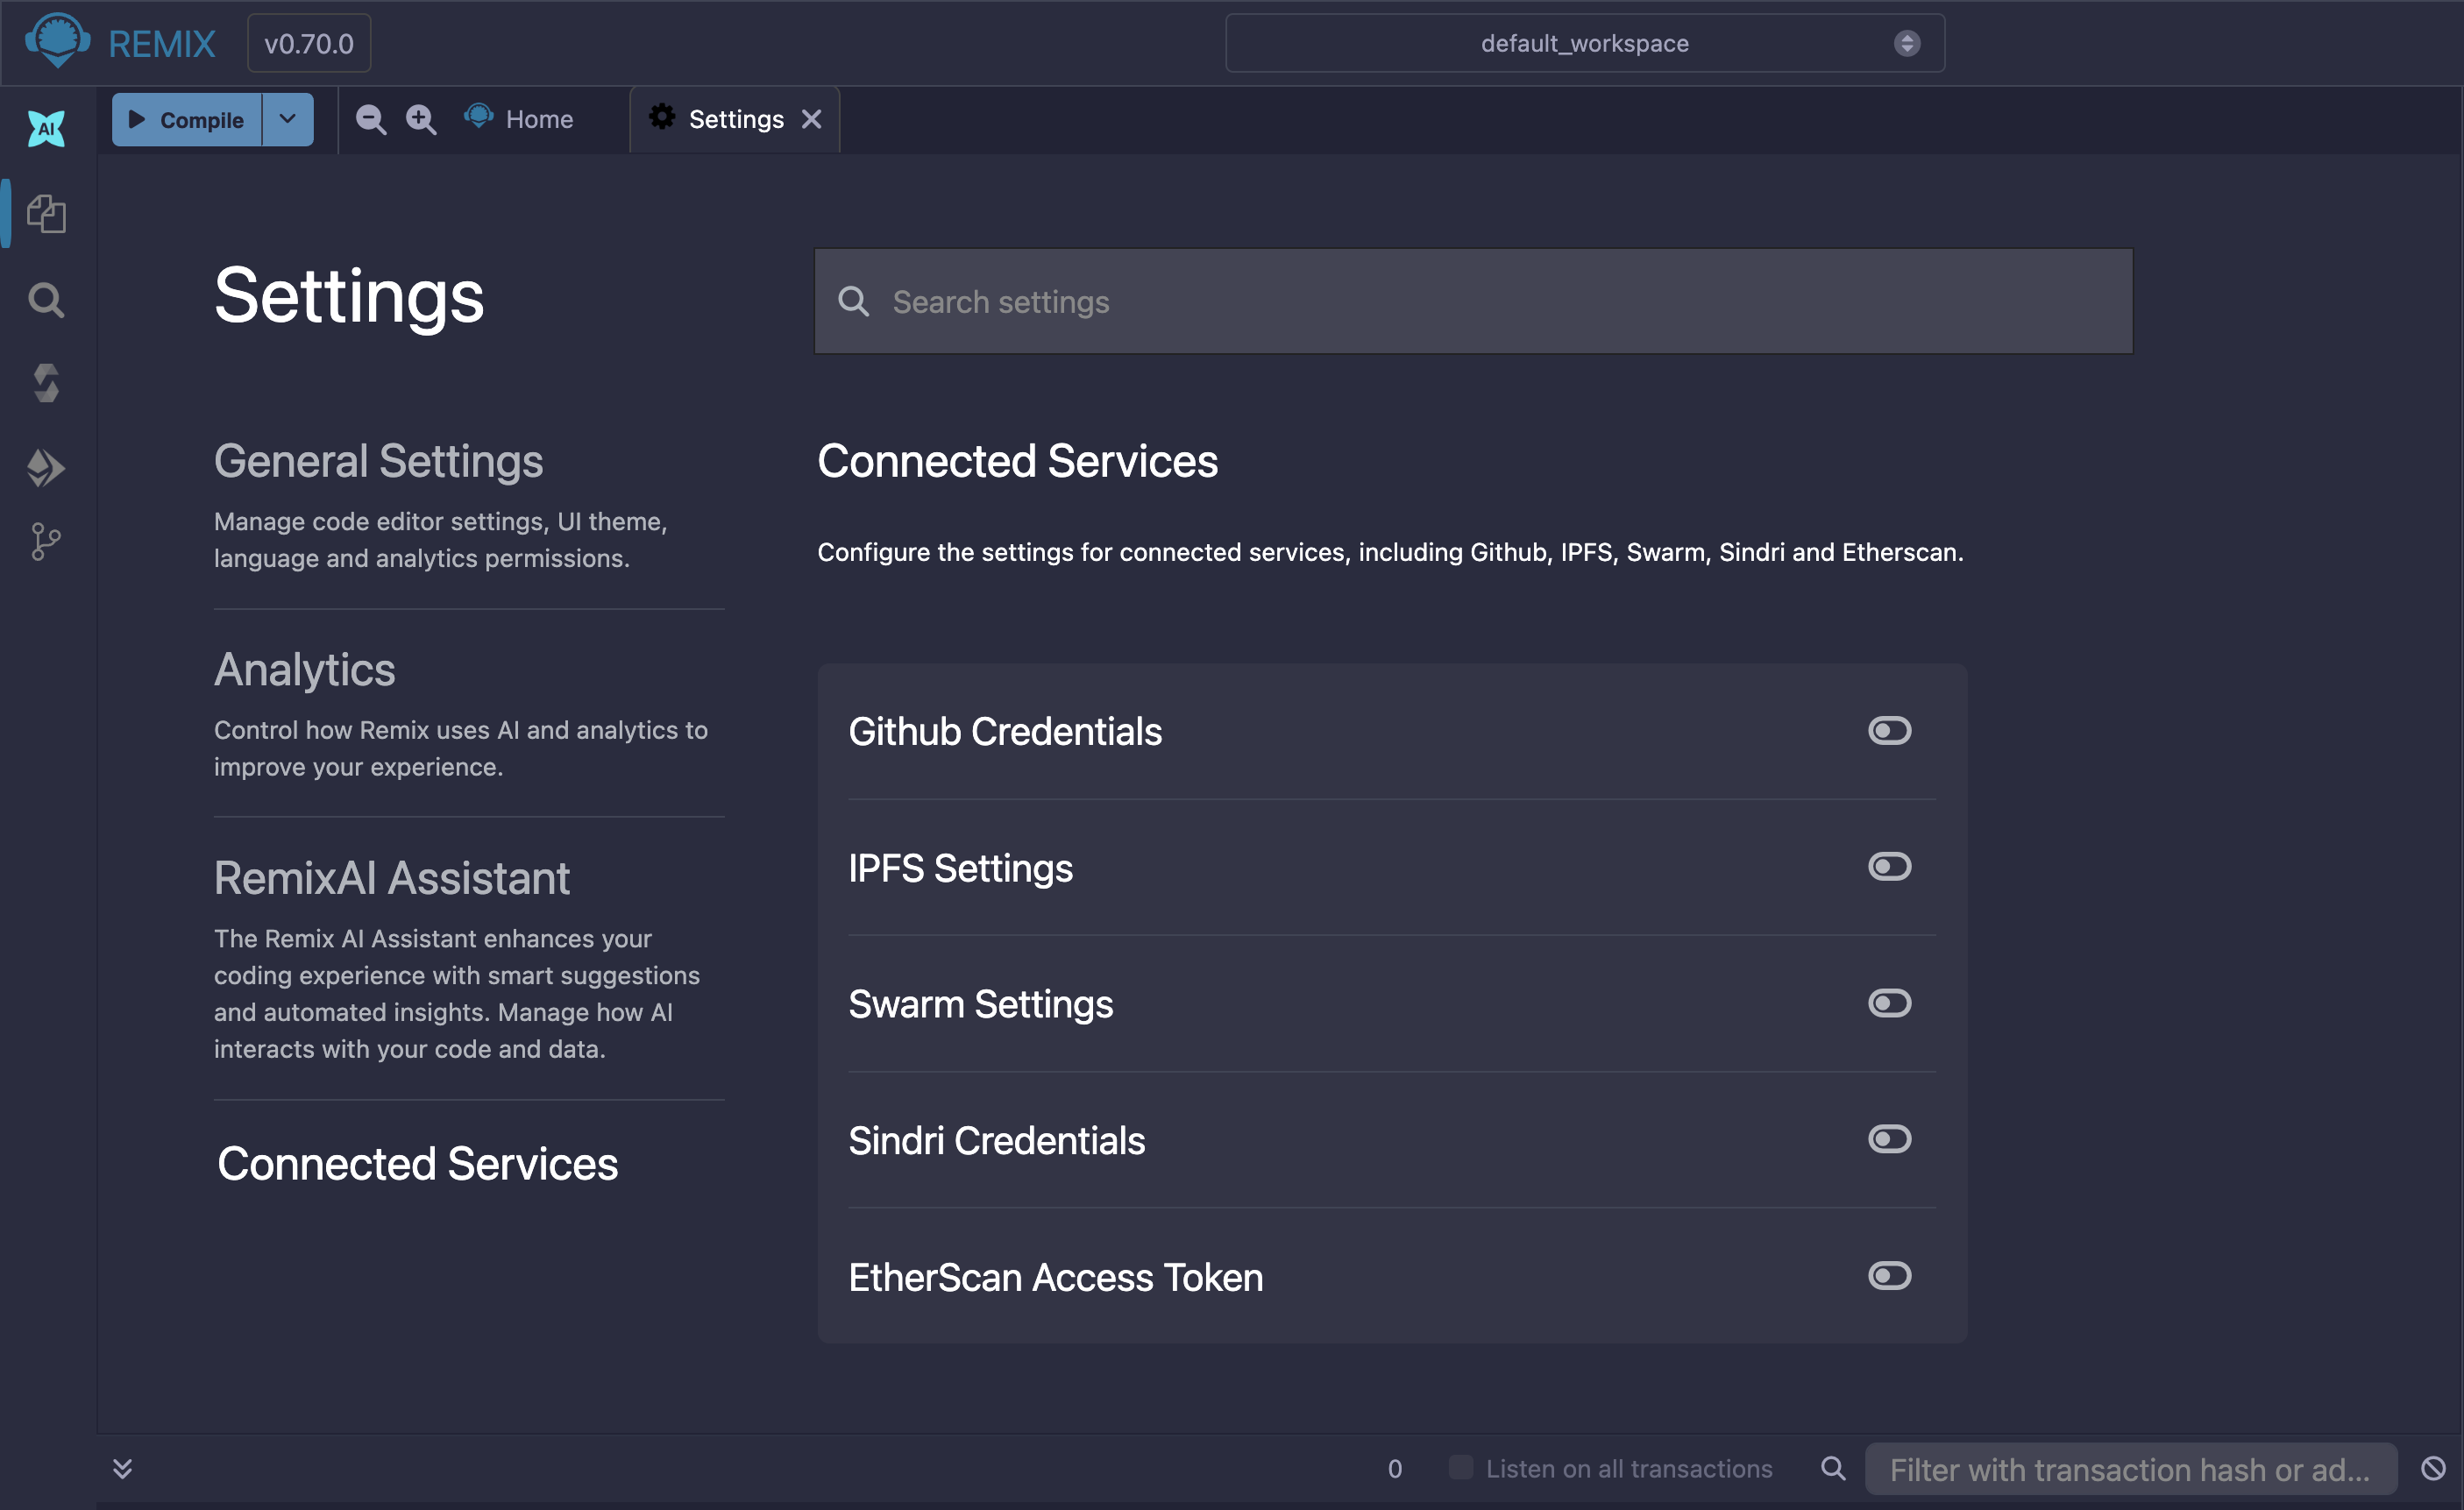 REMIX
v0.70.0
default_workspace
AI
Compile
Home
Settings
Settings
Search settings
General Settings
Manage code editor settings, UI theme,
language and analytics permissions.
Analytics
Control how Remix uses AI and analytics to
improve your experience.
RemixAI Assistant
The Remix AI Assistant enhances your
coding experience with smart suggestions
and automated insights. Manage how AI
interacts with your code and data.
Connected Services
Connected Services
Configure the settings for connected services, including Github, IPFS, Swarm, Sindri and Etherscan.
Github Credentials
IPFS Settings
Swarm Settings
Sindri Credentials
EtherScan Access Token
0
Listen on all transactions
Filter with transaction hash or ad...